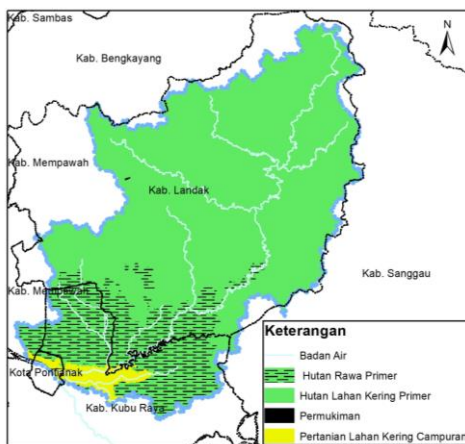 Kab. Sambas
N
Kab. Bengkayang
Kab. Mempawah
Kab. Landak
Kab. Sanggau
Kab. Mempawah
Keterangan
Badan Air
Hutan Rawa Primer
Hutan Lahan Kering Primer
Permukiman
Pertanian Lahan Kering Campuran
Kota Pontianak
Kab. Kubu Raya